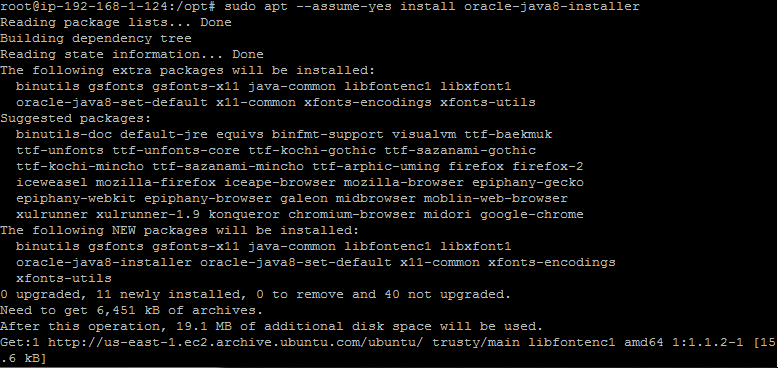 root@ip-192-168-1-124:/opt# sudo apt --assume-yes install oracle-java8-installer
Reading package lists... Done
Building dependency tree
Reading state information... Done
The following extra packages will be installed:
  binutils gsfonts gsfonts-x11 java-common libfontenc1 libxfont1
  oracle-java8-set-default x11-common xfonts-encodings xfonts-utils
Suggested packages:
  binutils-doc default-jre equivs binfmt-support visualvm ttf-baekmuk
  ttf-unfonts ttf-unfonts-core ttf-kochi-gothic ttf-sazanami-gothic
  ttf-kochi-mincho ttf-sazanami-mincho ttf-arphic-uming firefox firefox-2
  iceweasel mozilla-firefox iceape-browser mozilla-browser epiphany-gecko
  epiphany-webkit epiphany-browser galeon midbrowser moblin-web-browser
  xulrunner xulrunner-1.9 konqueror chromium-browser midori google-chrome
The following NEW packages will be installed:
  binutils gsfonts gsfonts-x11 java-common libfontenc1 libxfont1
  oracle-java8-installer oracle-java8-set-default x11-common xfonts-encodings
  xfonts-utils
0 upgraded, 11 newly installed, 0 to remove and 40 not upgraded.
Need to get 6,451 kB of archives.
After this operation, 19.1 MB of additional disk space will be used.
Get:1 http://us-east-1.ec2.archive.ubuntu.com/ubuntu/ trusty/main libfontenc1 amd64 1:1.1.2-1 [15
.6 kB]